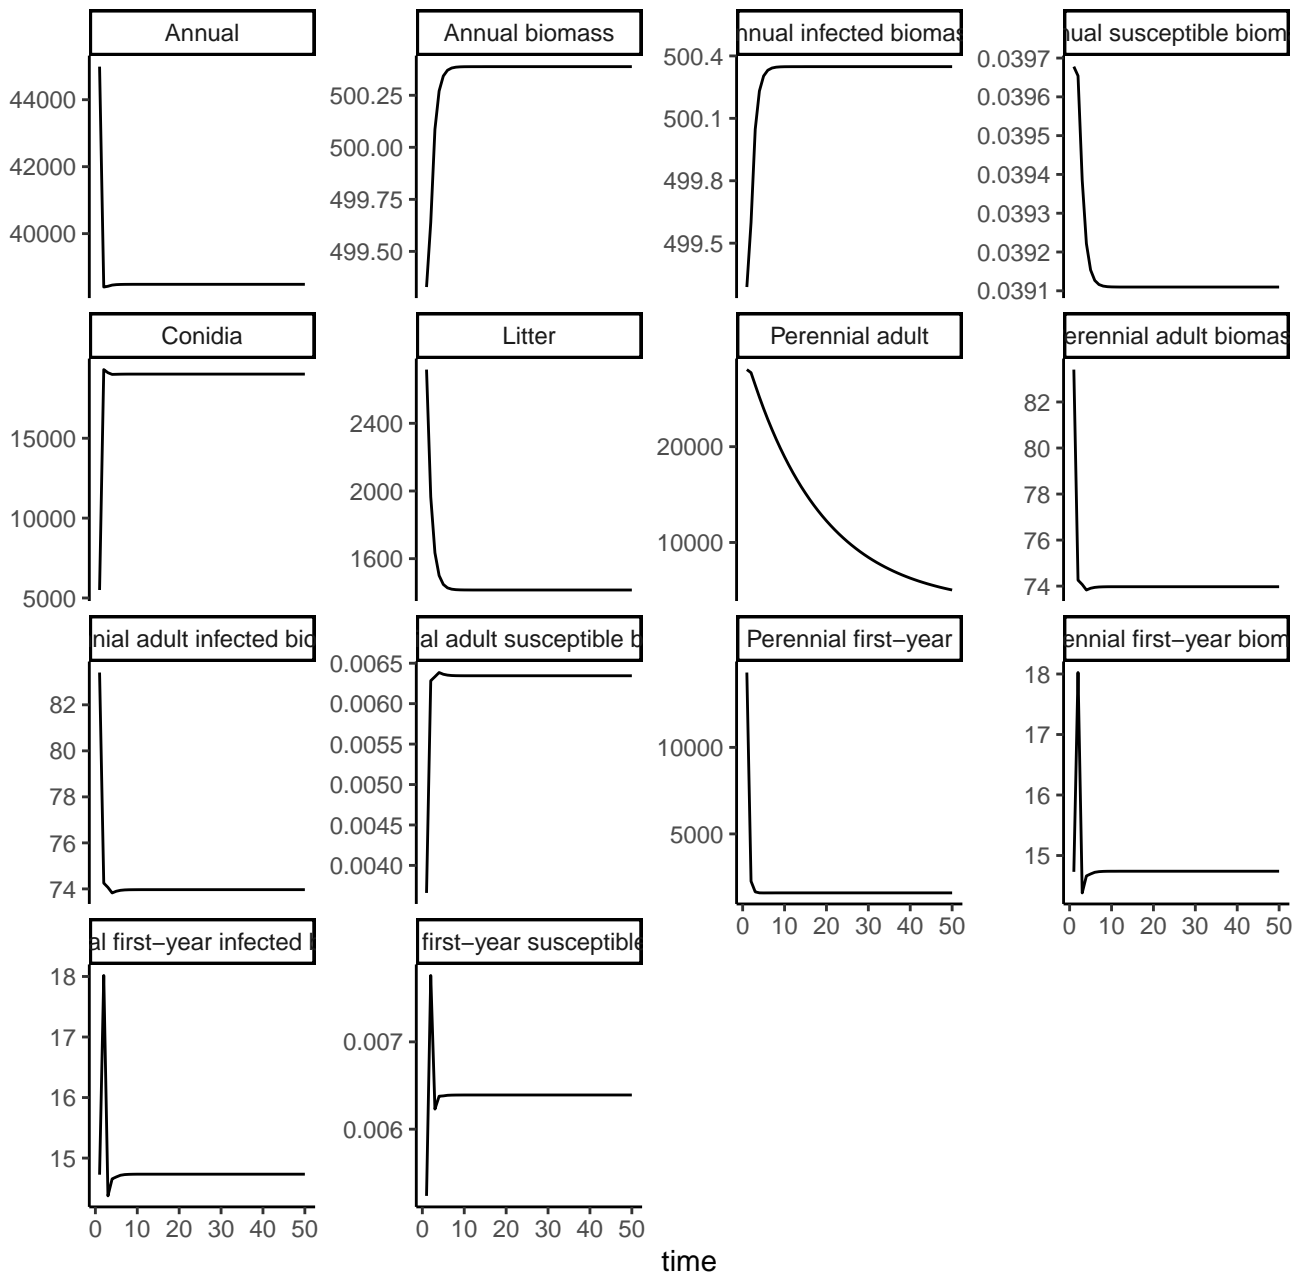 Annual
Annual biomass
nnual infected biomas
nual susceptible biom
44000
42000
40000
500.25
500.00
499.75
499.50
500.4
500.1
499.8
499.5
0.0397
0.0396
0.0395
0.0394
0.0393
0.0392
0.0391
Conidia
Litter
Perennial adult
erennial adult biomas
15000
10000
5000
2400
2000
1600
20000
10000
82
80
78
76
74
nial adult infected bio
al adult susceptible b
Perennial first−year
ennial first−year biom
82
80
78
76
74
0.0065
0.0060
0.0055
0.0050
0.0045
0.0040
10000
5000
18
17
16
15
0 10 20 30 40 50
0 10 20 30 40 50
al first−year infected b
first−year susceptible
18
17
16
15
0.007
0.006
0 10 20 30 40 50
0 10 20 30 40 50
time